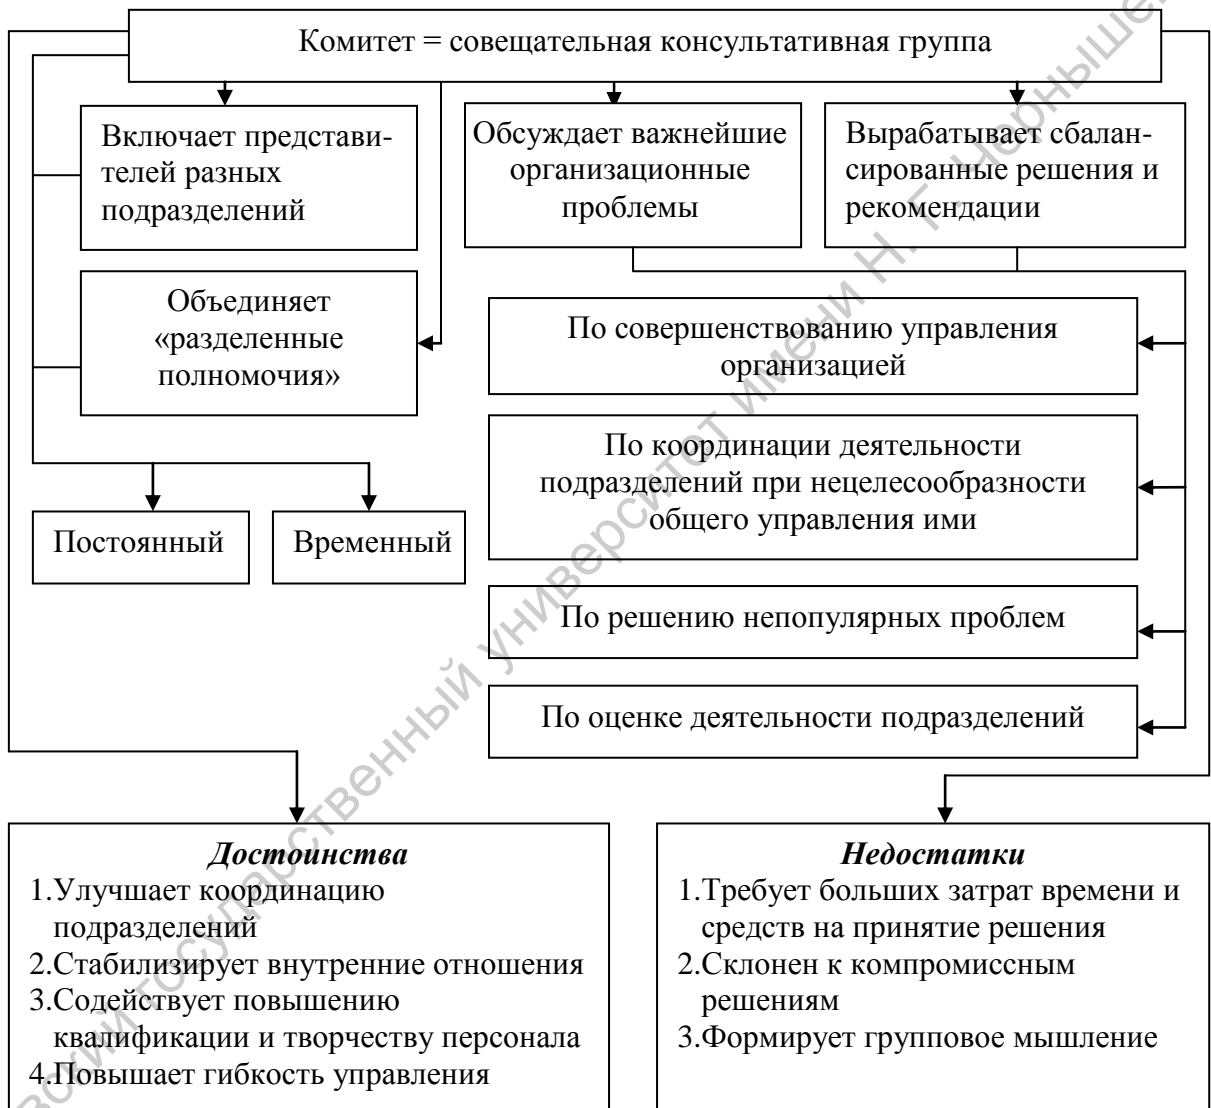 Комитет = совещательная консультативная группа
Включает представи-
телей разных
подразделений
Обсуждает важнейшие
организационные
проблемы
Вырабатывает сбалан-
сированные решения и
рекомендации
Объединяет
«разделенные
полномочия»
По совершенствованию управления
организацией
По координации деятельности
подразделений при нецелесообразности
общего управления ими
Постоянный
Временный
По решению непопулярных проблем
По оценке деятельности подразделений
Достоинства
1.Улучшает координацию
подразделений
2.Стабилизирует внутренние отношения
3.Содействует повышению
квалификации и творчеству персонала
4.Повышает гибкость управления
Недостатки
1.Требует больших затрат времени и
средств на принятие решения
2.Склонен к компромиссным
решениям
3.Формирует групповое мышление
государственный университет имени Н. Г.